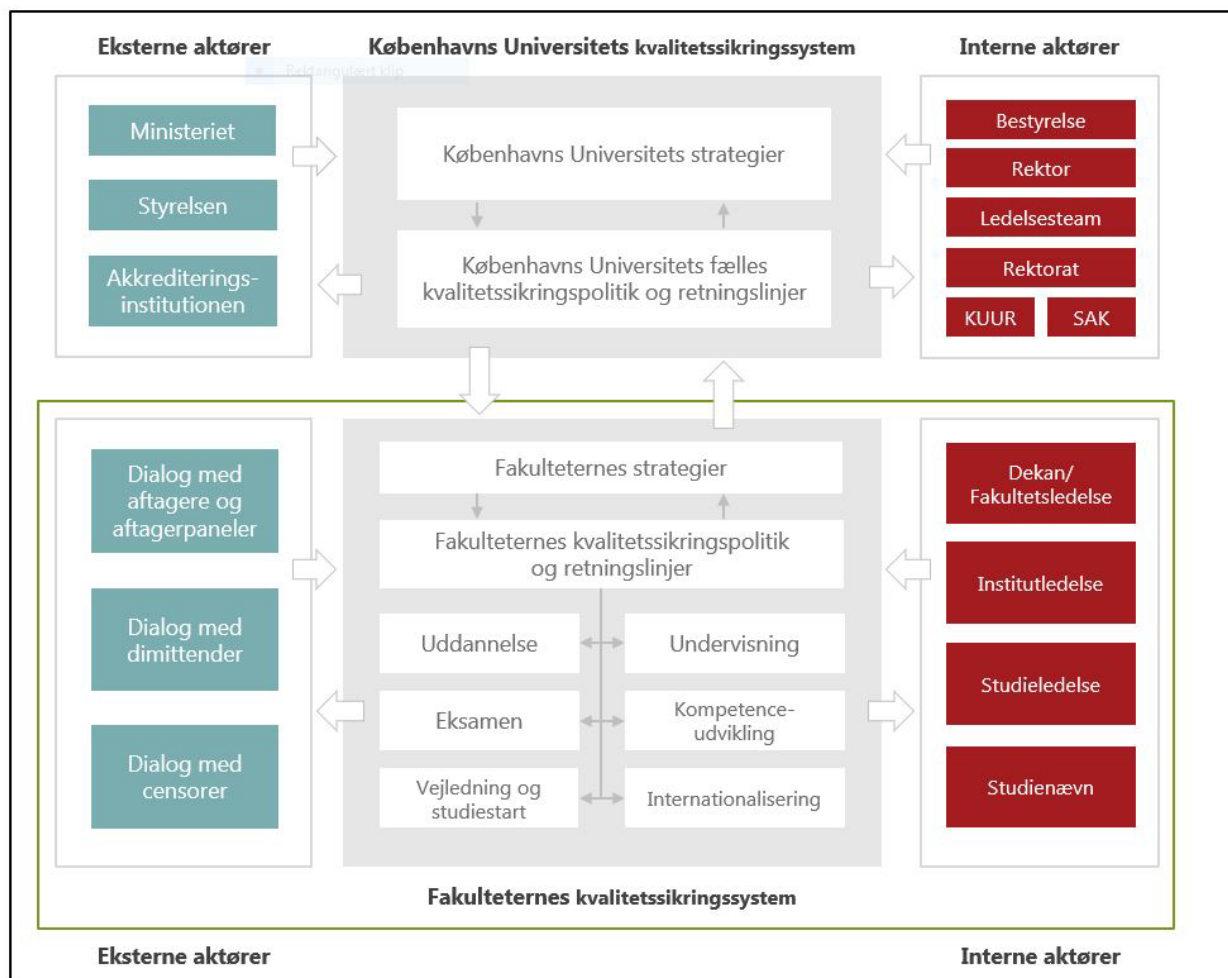 Eksterne aktører
Københavns Universitets kvalitetssikringssystem
Interne aktører
Rektangulært klip
Ministeriet
Styrelsen
Akkrediterings-
institutionen
Københavns Universitets strategier
Københavns Universitets fælles
kvalitetssikringspolitik og retningslinjer
Bestyrelse
Rektor
Ledelsesteam
Rektorat
KUUR
SAK
Dialog med
aftagere og
aftagerpaneler
Dialog med
dimittender
Dialog med
censorer
Fakulteternes strategier
Fakulteternes kvalitetssikringspolitik
og retningslinjer
Uddannelse
Undervisning
Eksamen
Kompetence-
udvikling
Vejledning og
studiestart
Internationalisering
Dekan/
Fakultetsledelse
Institutledelse
Studieledelse
Studienævn
Fakulteternes kvalitetssikringssystem
Eksterne aktører
Interne aktører